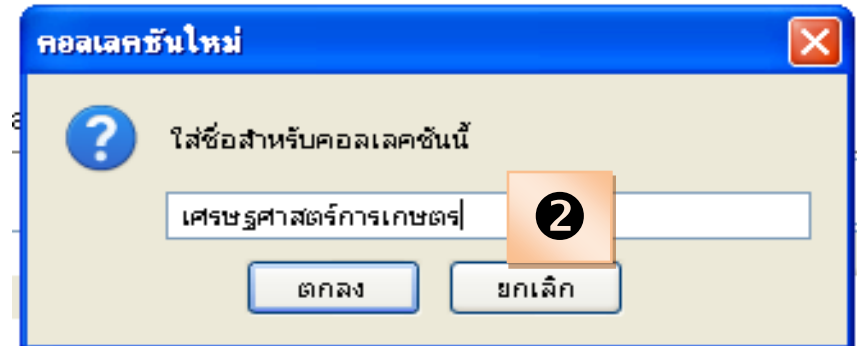 คอลเลคชันใหม่
ใส่ชื่อสำหรับคอลเลคชันนี้
เศรษฐศาสตร์การเกษตร
❷
ตกลง ยกเลิก